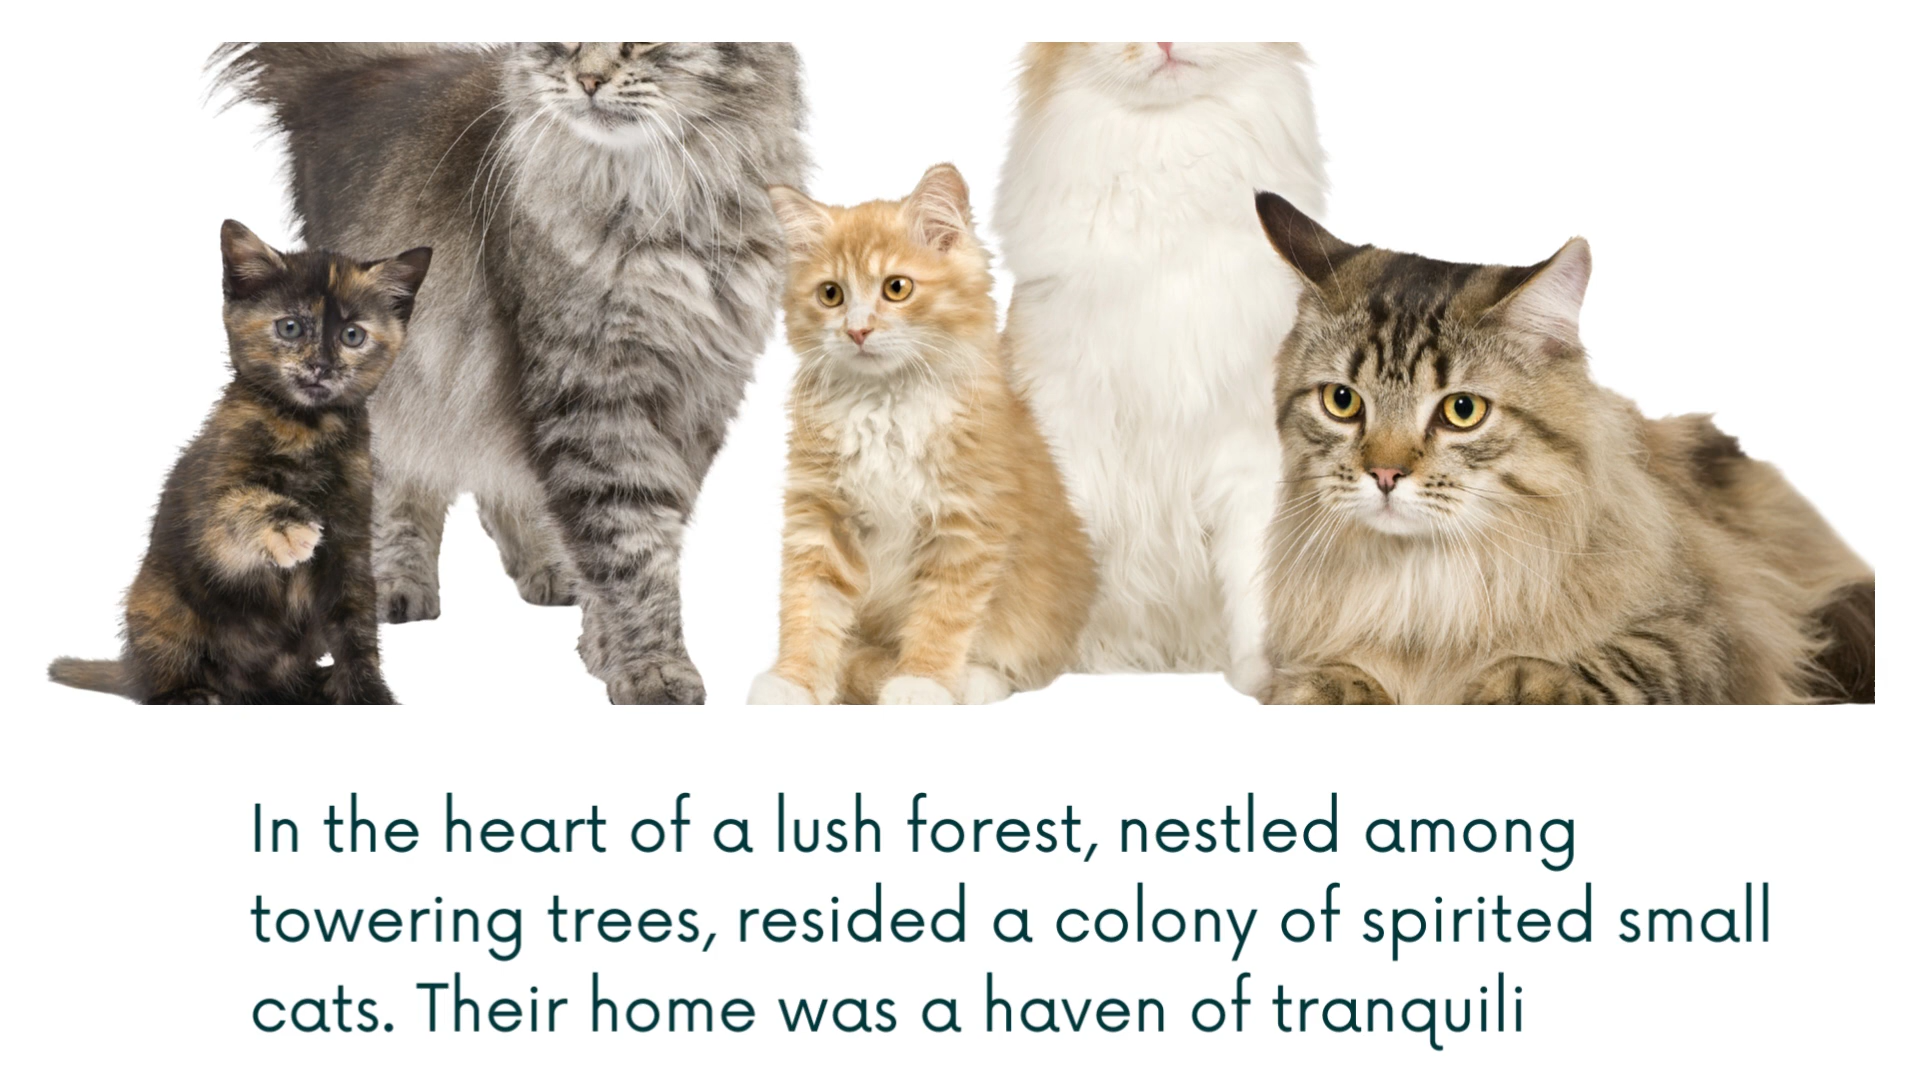 In the heart of a lush forest, nestled among
towering trees, resided a colony of spirited small
cats. Their home was a haven of tranquili